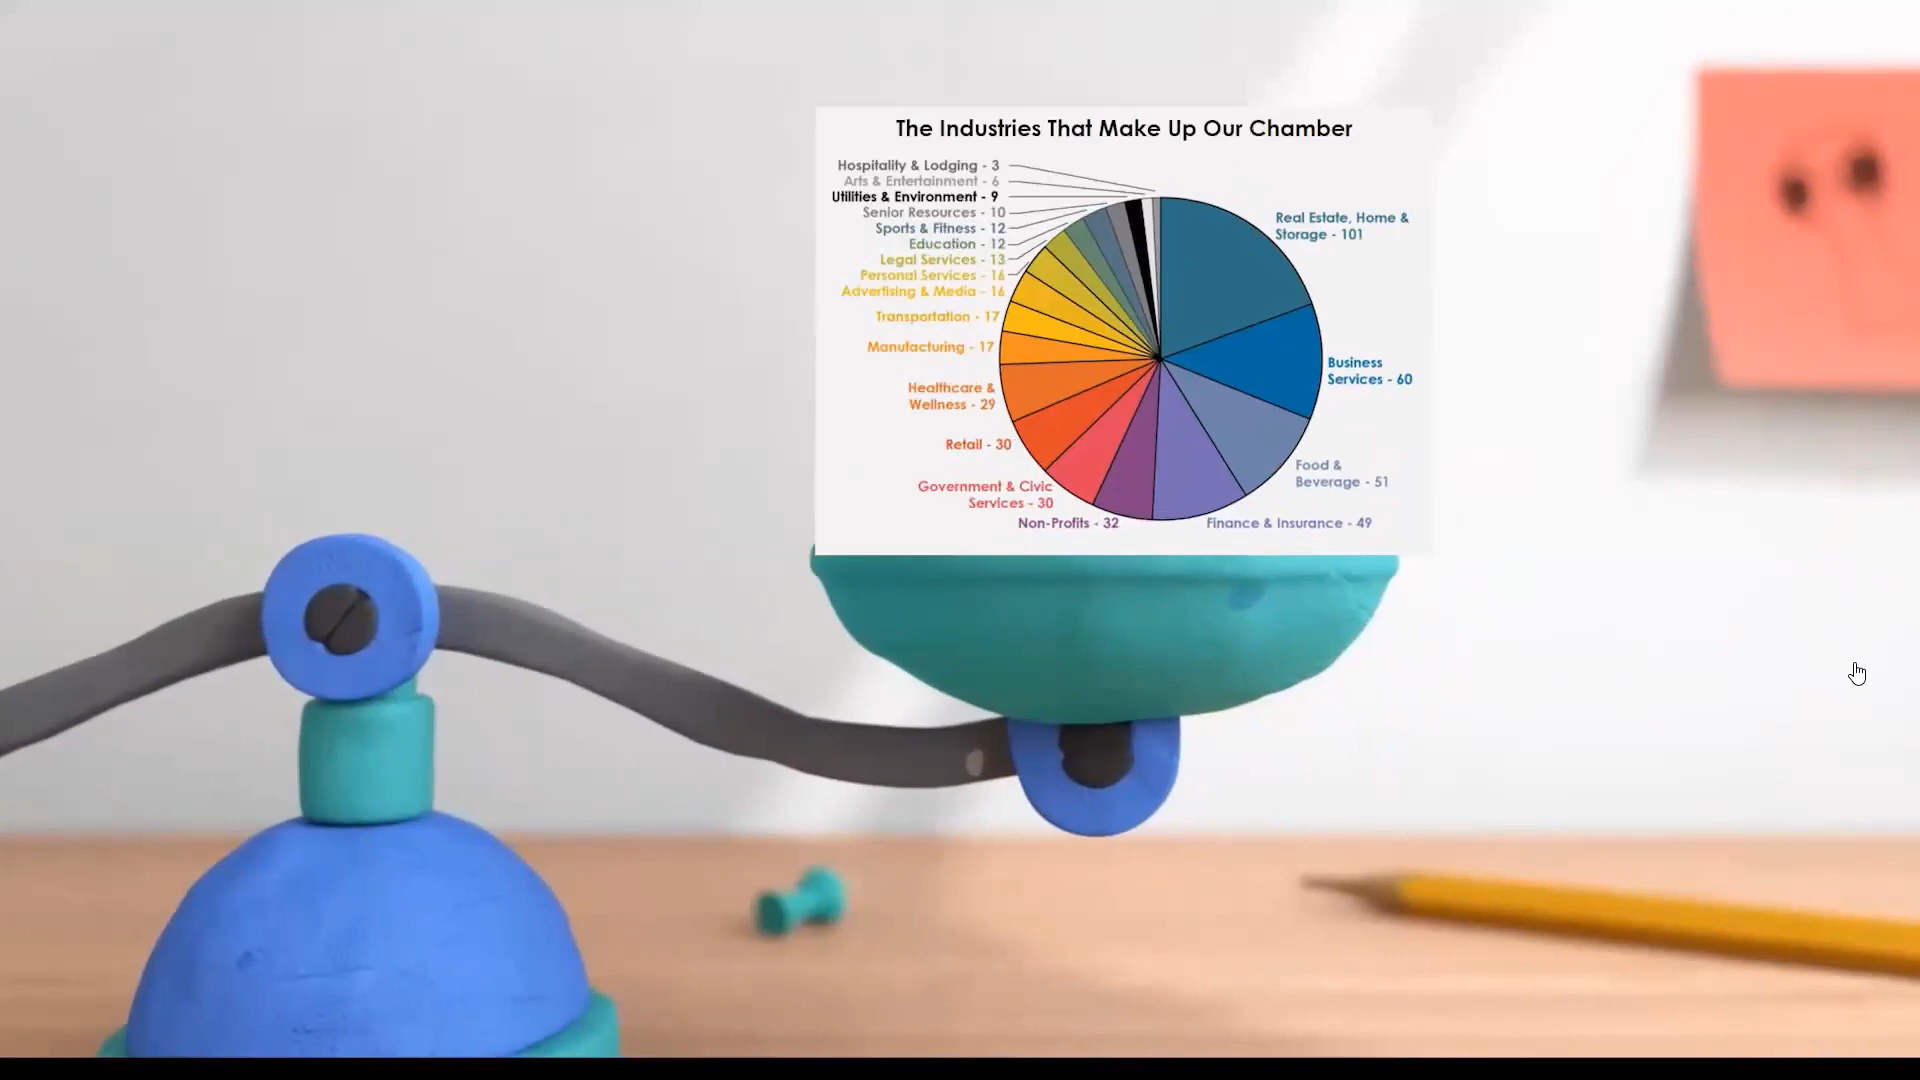 The Industries That Make Up Our Chamber
Hospitality & Lodging - 3
Arts & Entertainment - 6
Utilities & Environment - 9
Senior Resources - 10
Sports & Fitness - 12
Education - 12
Legal Services - 13
Personal Services - 16
Advertising & Media - 16
Transportation - 17
Manufacturing - 17
Healthcare &
Wellness - 29
Retail - 30
Government & Civic
Services - 30
Non-Profits - 32
Real Estate, Home &
Storage - 101
Business
Services - 60
Food &
Beverage - 51
Finance & Insurance - 49